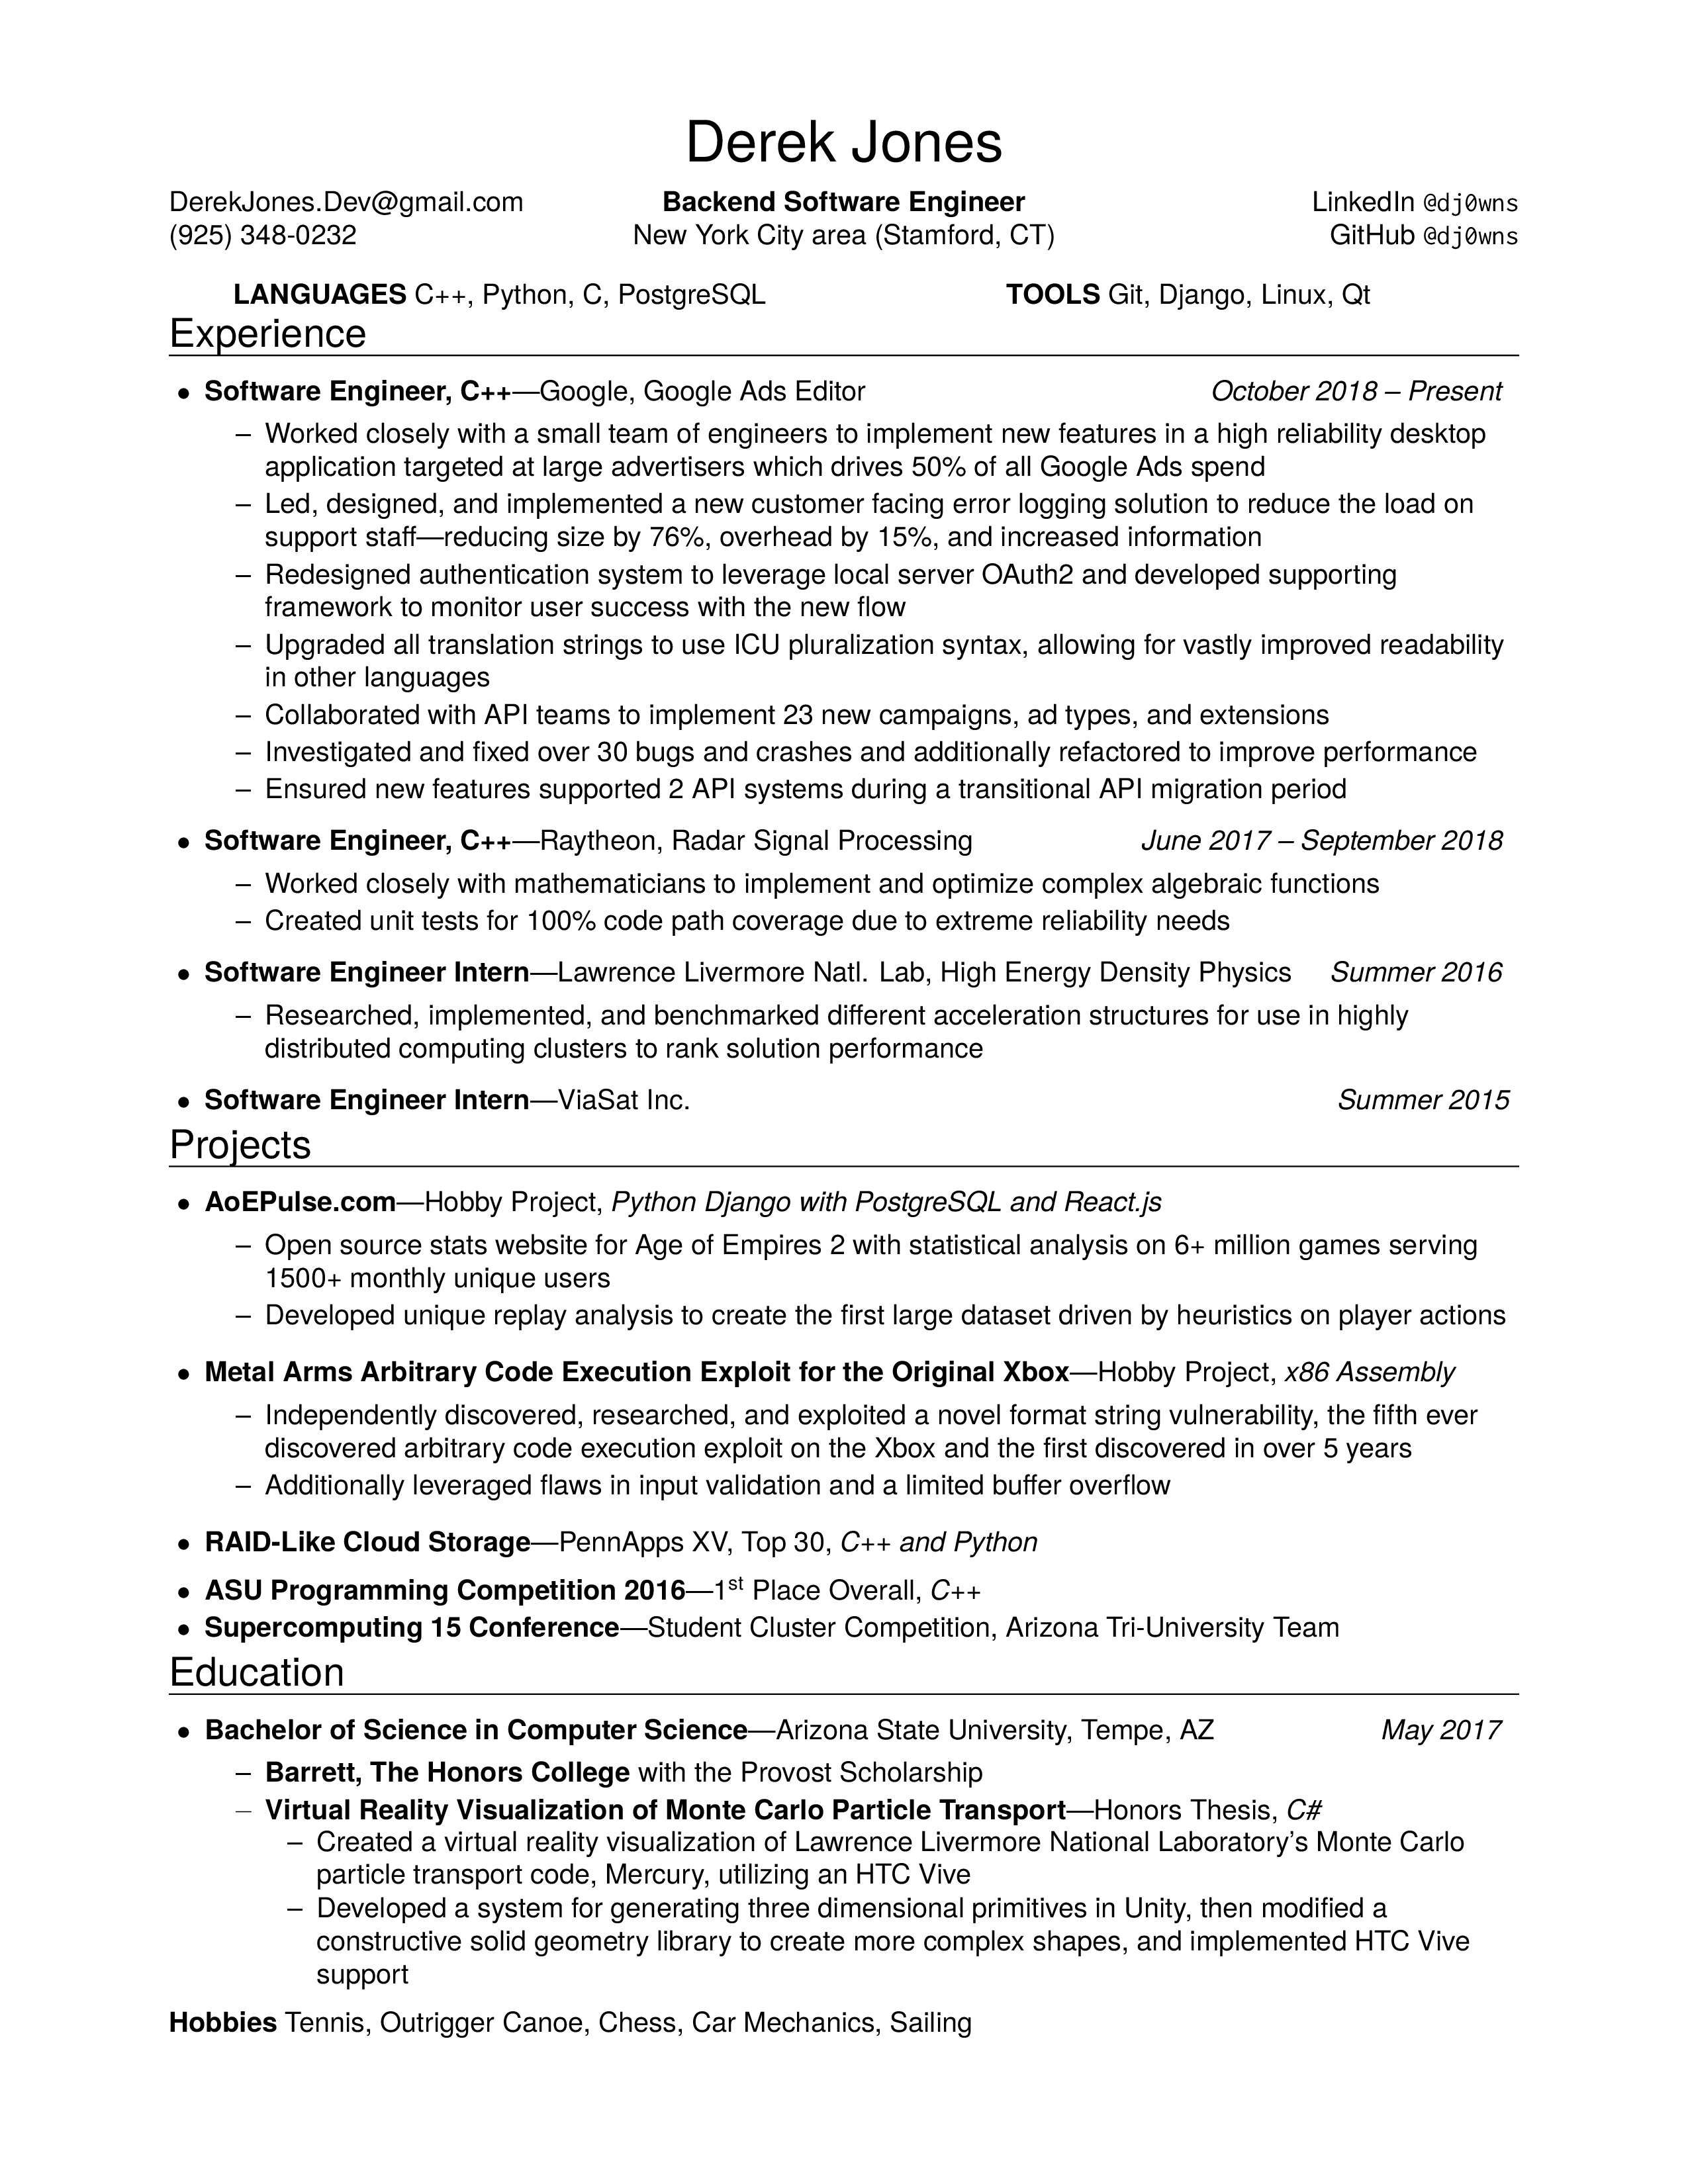 Derek Jones
DerekJones.Dev@gmail.com Backend Software Engineer LinkedIn @dj0wns
(925) 348-0232 New York City area (Stamford, CT) GitHub @dj0wns
LANGUAGES C++, Python, C, PostgreSQL TOOLS Git, Django, Linux, Qt
Experience
• Software Engineer, C++—Google, Google Ads Editor October 2018 – Present
– Worked closely with a small team of engineers to implement new features in a high reliability desktop
application targeted at large advertisers which drives 50% of all Google Ads spend
– Led, designed, and implemented a new customer facing error logging solution to reduce the load on
support staff—reducing size by 76%, overhead by 15%, and increased information
– Redesigned authentication system to leverage local server OAuth2 and developed supporting
framework to monitor user success with the new flow
– Upgraded all translation strings to use ICU pluralization syntax, allowing for vastly improved readability
in other languages
– Collaborated with API teams to implement 23 new campaigns, ad types, and extensions
– Investigated and fixed over 30 bugs and crashes and additionally refactored to improve performance
– Ensured new features supported 2 API systems during a transitional API migration period
• Software Engineer, C++—Raytheon, Radar Signal Processing June 2017 – September 2018
– Worked closely with mathematicians to implement and optimize complex algebraic functions
– Created unit tests for 100% code path coverage due to extreme reliability needs
• Software Engineer Intern—Lawrence Livermore Natl. Lab, High Energy Density Physics Summer 2016
– Researched, implemented, and benchmarked different acceleration structures for use in highly
distributed computing clusters to rank solution performance
• Software Engineer Intern—ViaSat Inc. Summer 2015
Projects
• AoEPulse.com—Hobby Project, Python Django with PostgreSQL and React.js
– Open source stats website for Age of Empires 2 with statistical analysis on 6+ million games serving
1500+ monthly unique users
– Developed unique replay analysis to create the first large dataset driven by heuristics on player actions
• Metal Arms Arbitrary Code Execution Exploit for the Original Xbox—Hobby Project, x86 Assembly
– Independently discovered, researched, and exploited a novel format string vulnerability, the fifth ever
discovered arbitrary code execution exploit on the Xbox and the first discovered in over 5 years
– Additionally leveraged flaws in input validation and a limited buffer overflow
• RAID-Like Cloud Storage—PennApps XV, Top 30, C++ and Python
• ASU Programming Competition 2016—1st Place Overall, C++
• Supercomputing 15 Conference—Student Cluster Competition, Arizona Tri-University Team
Education
• Bachelor of Science in Computer Science—Arizona State University, Tempe, AZ May 2017
– Barrett, The Honors College with the Provost Scholarship
– Virtual Reality Visualization of Monte Carlo Particle Transport—Honors Thesis, C#
– Created a virtual reality visualization of Lawrence Livermore National Laboratory's Monte Carlo
particle transport code, Mercury, utilizing an HTC Vive
– Developed a system for generating three dimensional primitives in Unity, then modified a
constructive solid geometry library to create more complex shapes, and implemented HTC Vive
support
Hobbies Tennis, Outrigger Canoe, Chess, Car Mechanics, Sailing